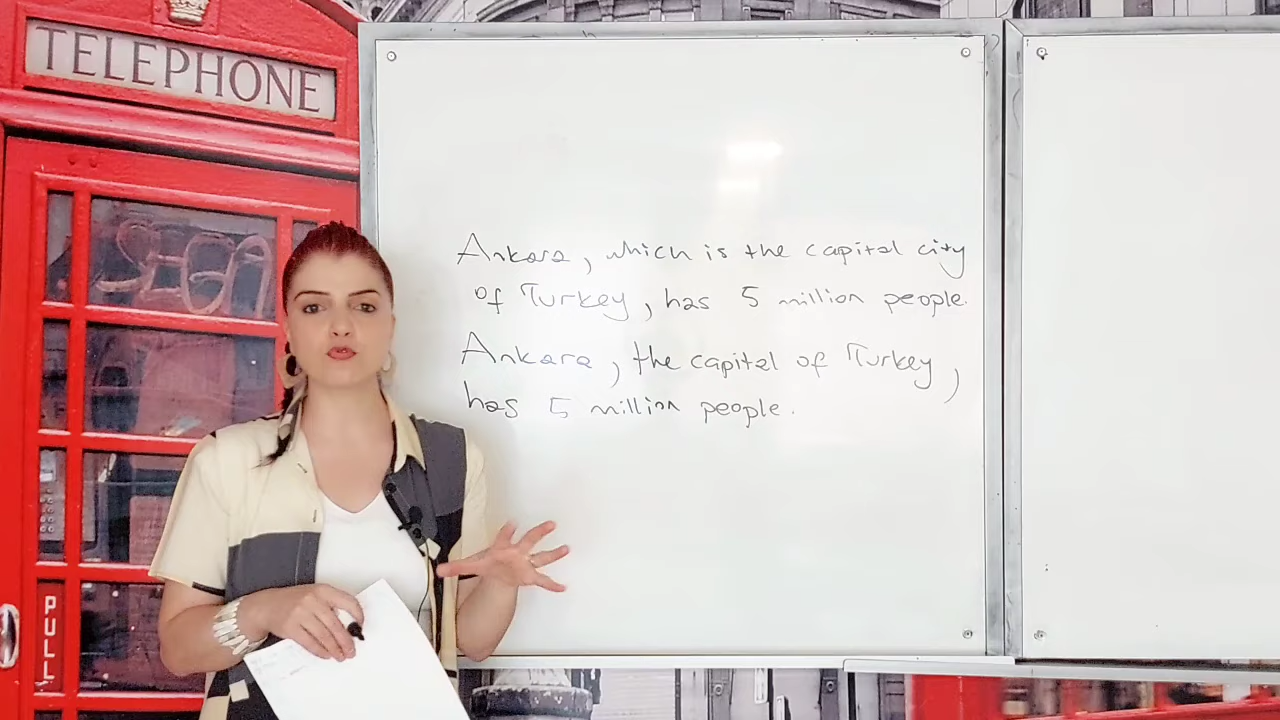 TELEPHONE
SEGA
PULL
Ankara, which is the capital city
of Turkey, has 5 million people.
Ankara, the capital of Turkey,
has 5 million people.